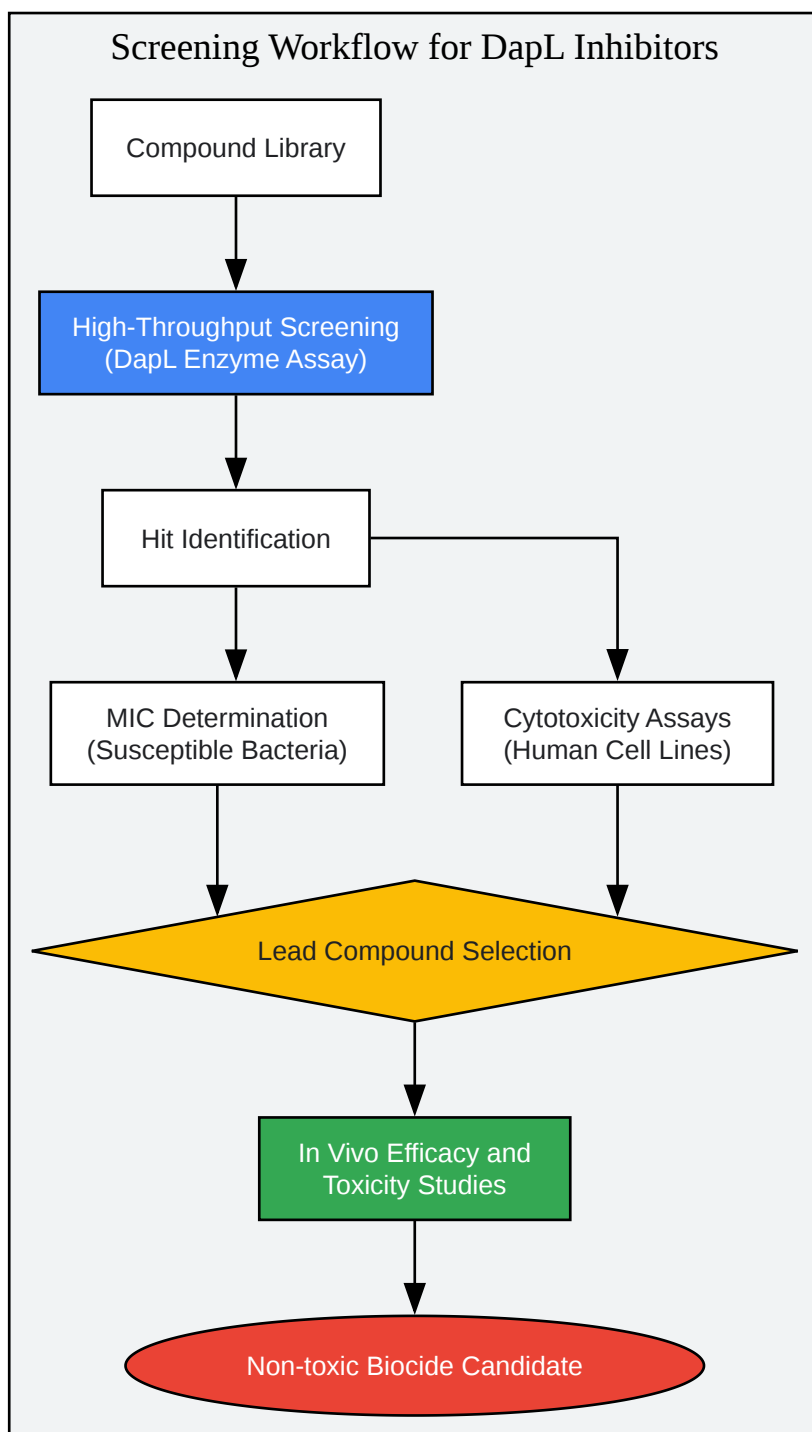 Screening Workflow for DapL Inhibitors
Compound Library
High-Throughput Screening
(DapL Enzyme Assay)
Hit Identification
MIC Determination
(Susceptible Bacteria)
Cytotoxicity Assays
(Human Cell Lines)
Lead Compound Selection
In Vivo Efficacy and
Toxicity Studies
Non-toxic Biocide Candidate